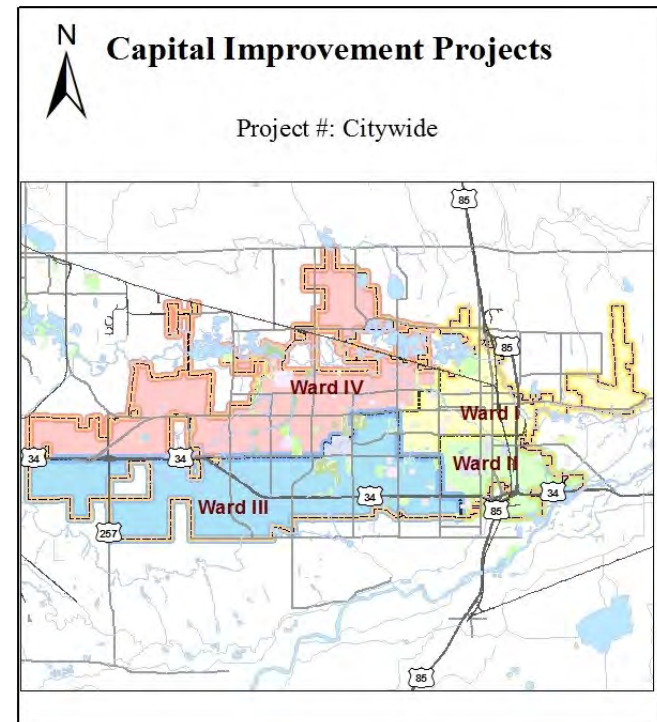 N
Capital Improvement Projects
Project #: Citywide
85
85
Ward IV
Ward I
34
34
Ward II
34
34
Ward III
85
257
85